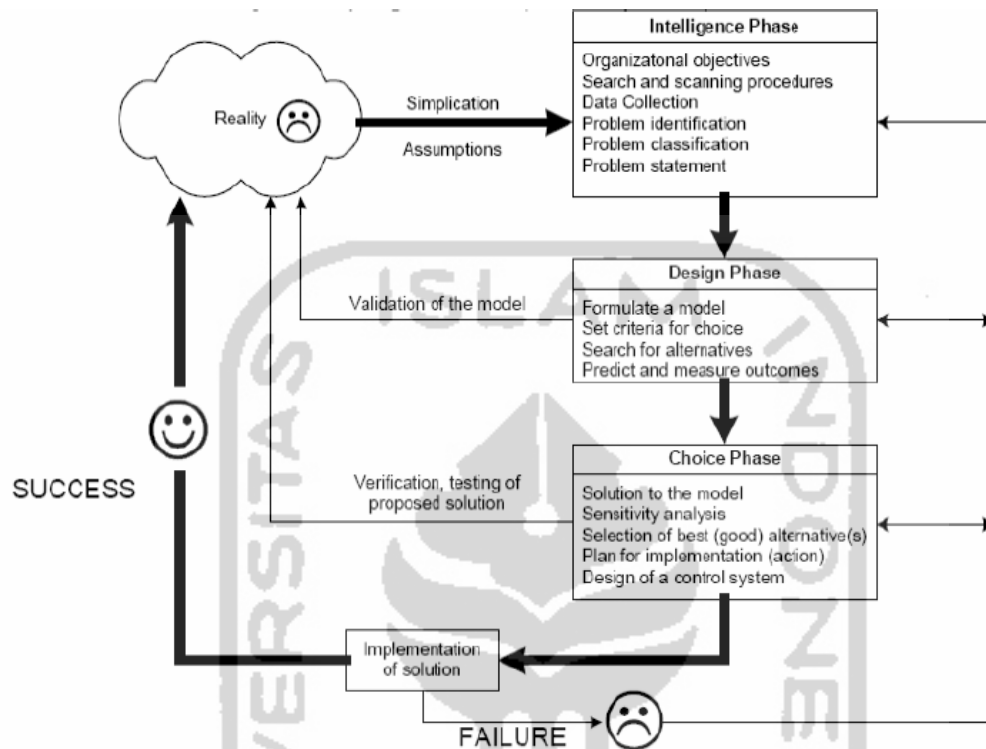 Intelligence Phase
Organizatonal objectives
Search and scanning procedures
Data Collection
Problem identification
Problem classification
Problem statement
Reality
Simplication
Assumptions
Design Phase
Formulate a model
Set criteria for choice
Search for alternatives
Predict and measure outcomes
Validation of the model
Choice Phase
Solution to the model
Sensitivity analysis
Selection of best (good) alternative(s)
Plan for implementation (action)
Design of a control system
Verification, testing of
proposed solution
SUCCESS
Implementation
of solution
FAILURE
ISLAM
VERSITAS
INDONE